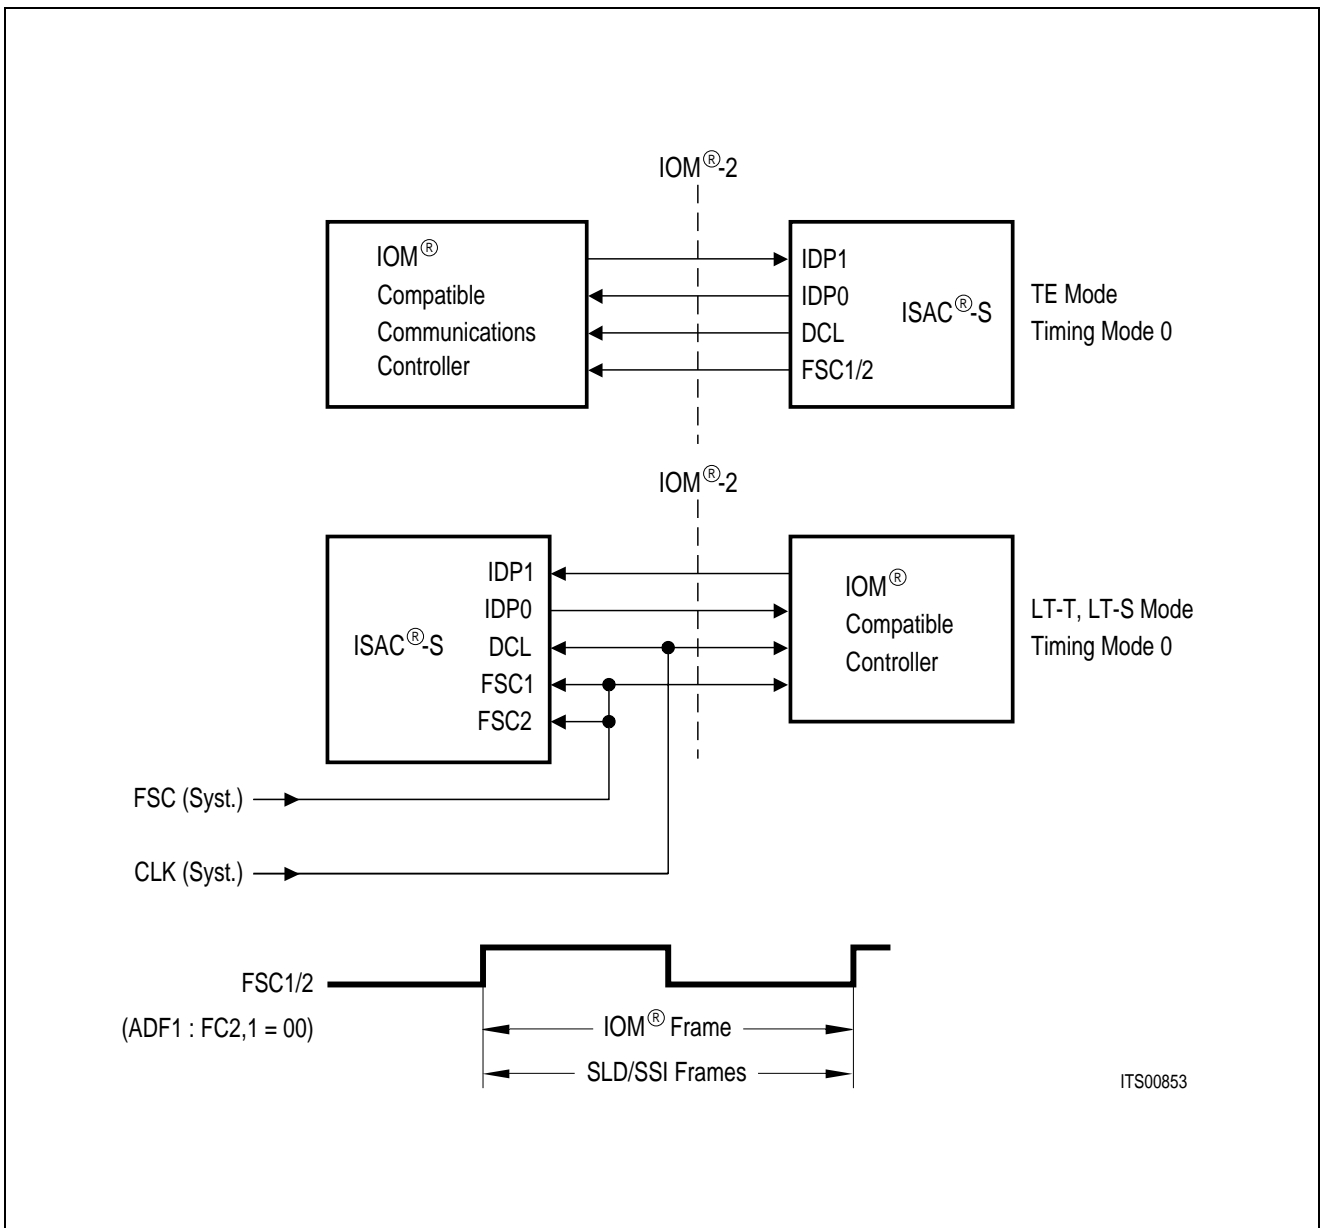 IOM®-2
IOM®
Compatible
Communications
Controller
IDP1
IDP0
DCL
FSC1/2
ISAC®-S
TE Mode
Timing Mode 0
IOM®-2
IDP1
IDP0
DCL
FSC1
FSC2
ISAC®-S
IOM®
Compatible
Controller
LT-T, LT-S Mode
Timing Mode 0
FSC (Syst.)
CLK (Syst.)
FSC1/2
(ADF1 : FC2,1 = 00)
IOM® Frame
SLD/SSI Frames
ITS00853